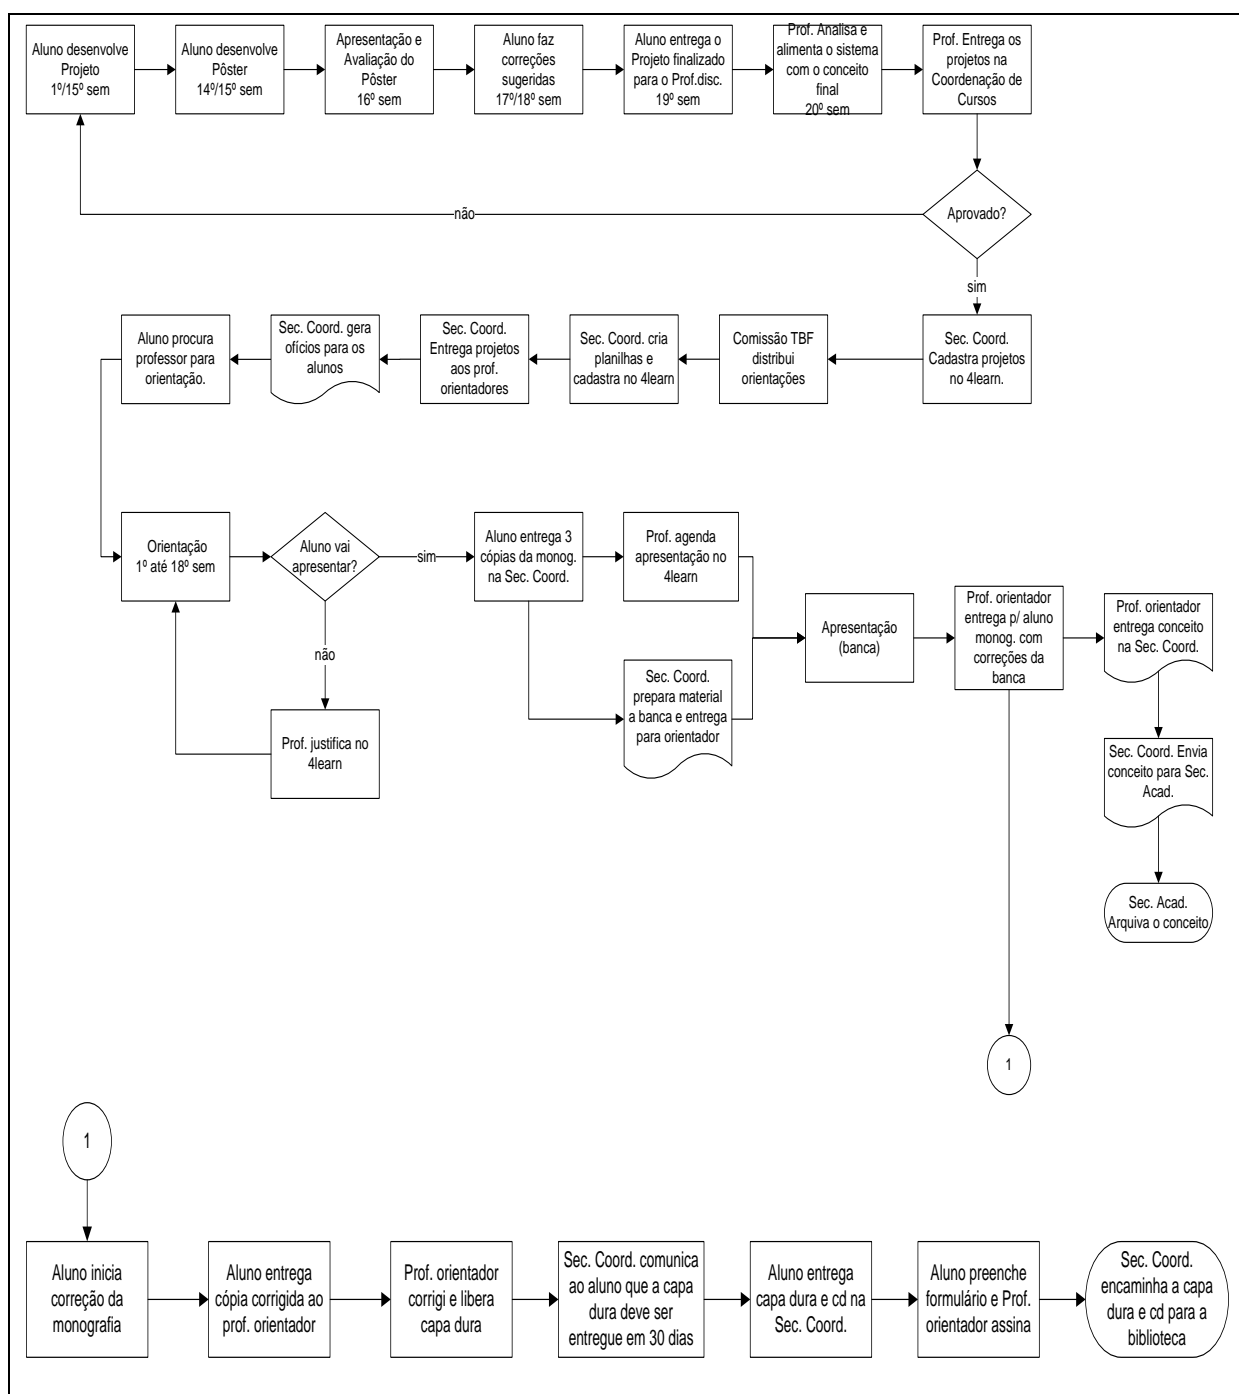 Aluno desenvolve
Projeto
1º/15º sem
Aluno desenvolve
Pôster
14º/15º sem
Apresentação e
Avaliação do
Pôster
16º sem
Aluno faz
correções
sugeridas
17º/18º sem
Aluno entrega o
Projeto finalizado
para o Prof.disc.
19º sem
Prof. Analisa e
alimenta o sistema
com o conceito
final
20º sem
Prof. Entrega os
projetos na
Coordenação de
Cursos
Aprovado?
não
sim
Sec. Coord.
Cadastra projetos
no 4learn.
Comissão TBF
distribui
orientações
Sec. Coord. cria
planilhas e
cadastra no 4learn
Sec. Coord.
Entrega projetos
aos prof.
orientadores
Sec. Coord. gera
ofícios para os
alunos
Aluno procura
professor para
orientação.
Orientação
1º até 18º sem
Aluno vai
apresentar?
sim
não
Prof. justifica no
4learn
Aluno entrega 3
cópias da monog.
na Sec. Coord.
Prof. agenda
apresentação no
4learn
Sec. Coord.
prepara material
a banca e entrega
para orientador
Apresentação
(banca)
Prof. orientador
entrega p/ aluno
monog. com
correções da
banca
Prof. orientador
entrega conceito
na Sec. Coord.
Sec. Coord. Envia
conceito para Sec.
Acad.
Sec. Acad.
Arquiva o conceito
1
1
Aluno inicia
correção da
monografia
Aluno entrega
cópia corrigida ao
prof. orientador
Prof. orientador
corrigi e libera
capa dura
Sec. Coord. comunica
ao aluno que a capa
dura deve ser
entregue em 30 dias
Aluno entrega
capa dura e cd na
Sec. Coord.
Aluno preenche
formulário e Prof.
orientador assina
Sec. Coord.
encaminha a capa
dura e cd para a
biblioteca